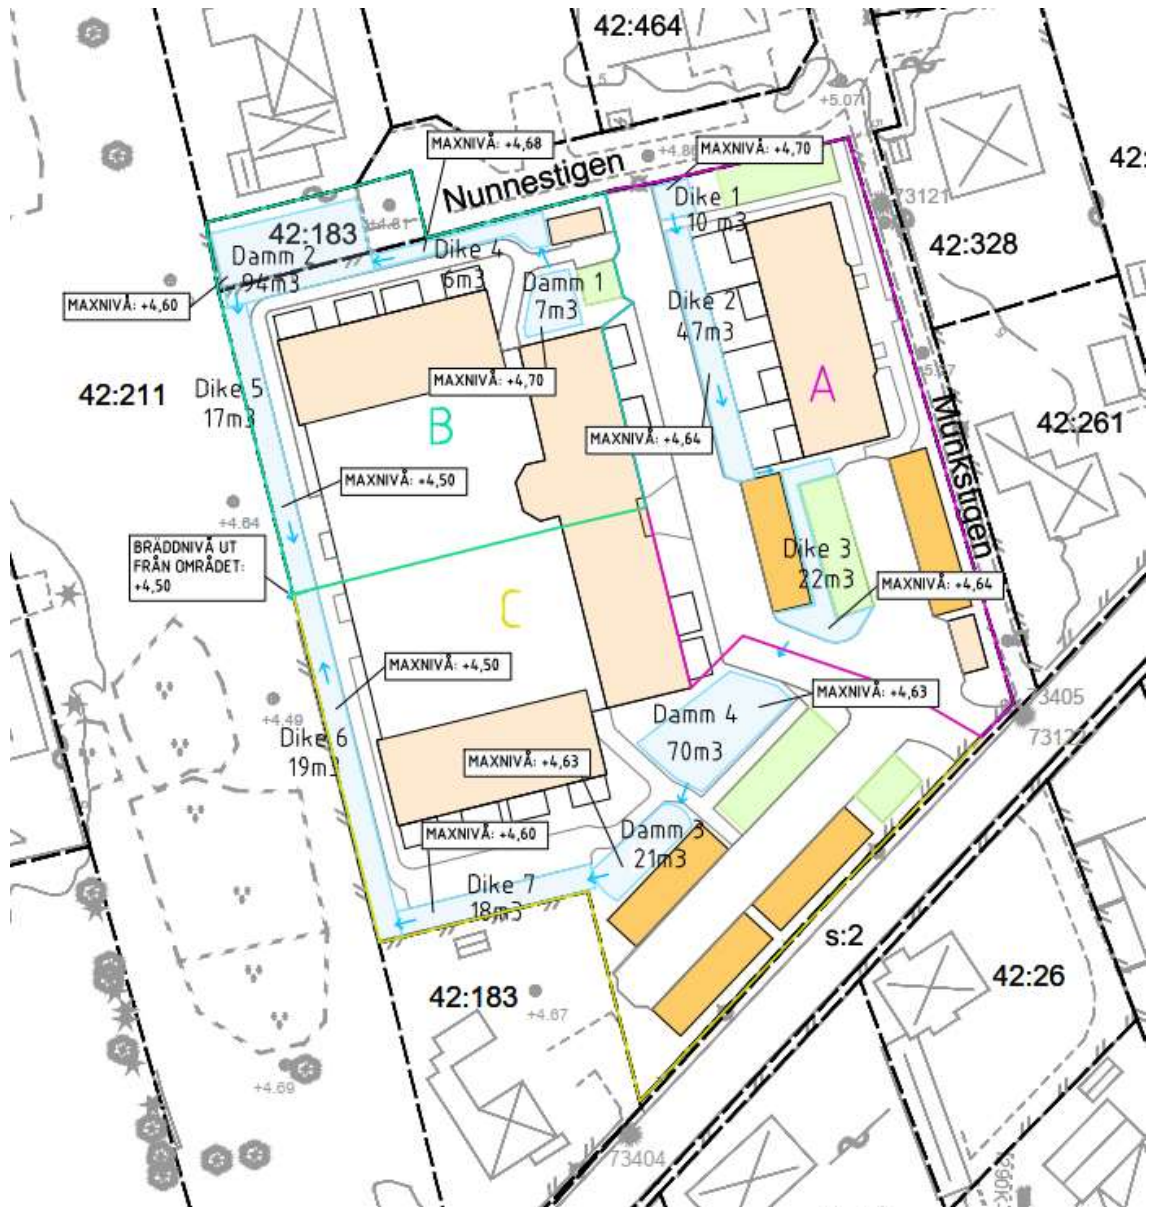 42:464
+5.07
MAXNIVÅ: +4,68
MAXNIVÅ: +4,70
Nunnestigen
42:
Dike 1
10 m3
73121
42:183
Damm 2
94m3
Dike 4
6m3
Damm 1
7m3
42:328
MAXNIVÅ: +4,60
Dike 2
47m3
42:211
Dike 5
17m3
MAXNIVÅ: +4,70
A
B
MAXNIVÅ: +4,64
Munkstigen
42:261
MAXNIVÅ: +4,50
+4.64
BRÄDDNIVÅ UT
FRÅN OMRÅDET:
+4,50
Dike 3
22m3
MAXNIVÅ: +4,64
C
MAXNIVÅ: +4,50
MAXNIVÅ: +4,63
73405
+4.49
Dike 6
19m3
Damm 4
70m3
MAXNIVÅ: +4,63
MAXNIVÅ: +4,60
Damm 3
21m3
Dike 7
18m3
s:2
42:26
42:183
+4.67
+4.69
73404